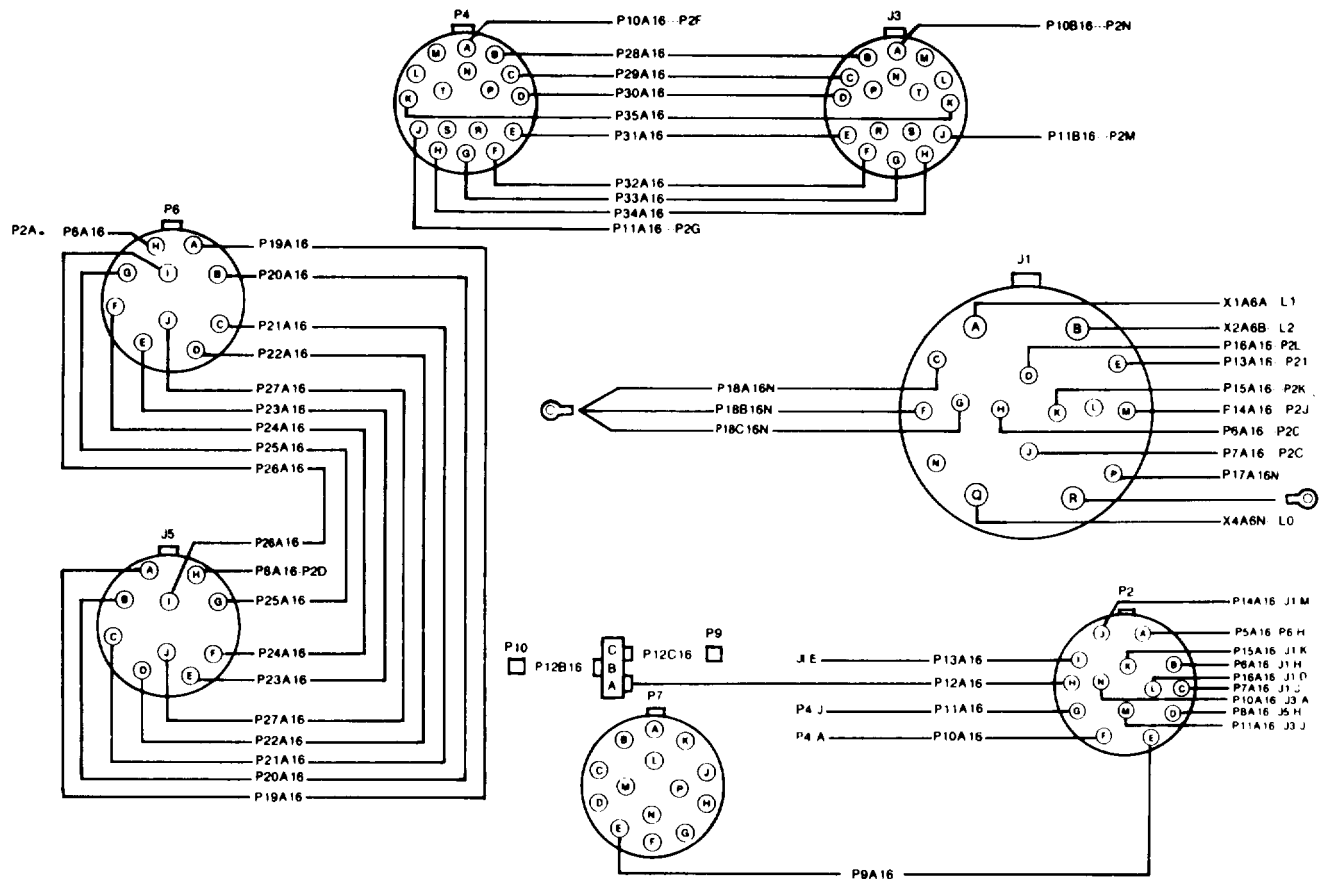 P4
P10A16 P2F
J3
P10B16 P2N
M A B
L N C
T P D
K
J S R E
H G F
P28A16
P29A16
P30A16
P35A16
P31A16
P32A16
P33A16
P34A16
P11A16 P2G
B A M
C N L
D P T K
E R S J
F G H
P11B16 P2M
P6
P2A. P6A16
H A
G I B
F J C
E D
P19A16
P20A16
P21A16
P22A16
P27A16
P23A16
P24A16
P25A16
P26A16
J5
A H
B I G
C J F
D E
P26A16
P8A16-P2D
P25A16
P24A16
P23A16
P27A16
P22A16
P21A16
P20A16
P19A16
J1
A B
C D E
F G H K L M
J
N P
Q R
P18A16N
P18B16N
P18C16N
X1A6A L1
X2A6B L2
P16A16 P2L
P13A16 P21
P15A16 P2K
F14A16 P2J
P6A16 P2C
P7A16 P2C
P17A16N
X4A6N L0
P10
P12B16
C
B
A
P12C16
P9
P7
A
B K
L
C J
M P
D H
N
E G
F
P2
J A
I K B
H N L C
G M D
F E
J1E P13A16
P12A16
P4 J P11A16
P4 A P10A16
P9A16
P14A16 J1 M
P5A16 P6 H
P15A16 J1 K
P6A16 J1 H
P16A16 J1 D
P7A16 J1 J
P10A16 J3 A
P8A16 J5 H
P11A16 J3 J